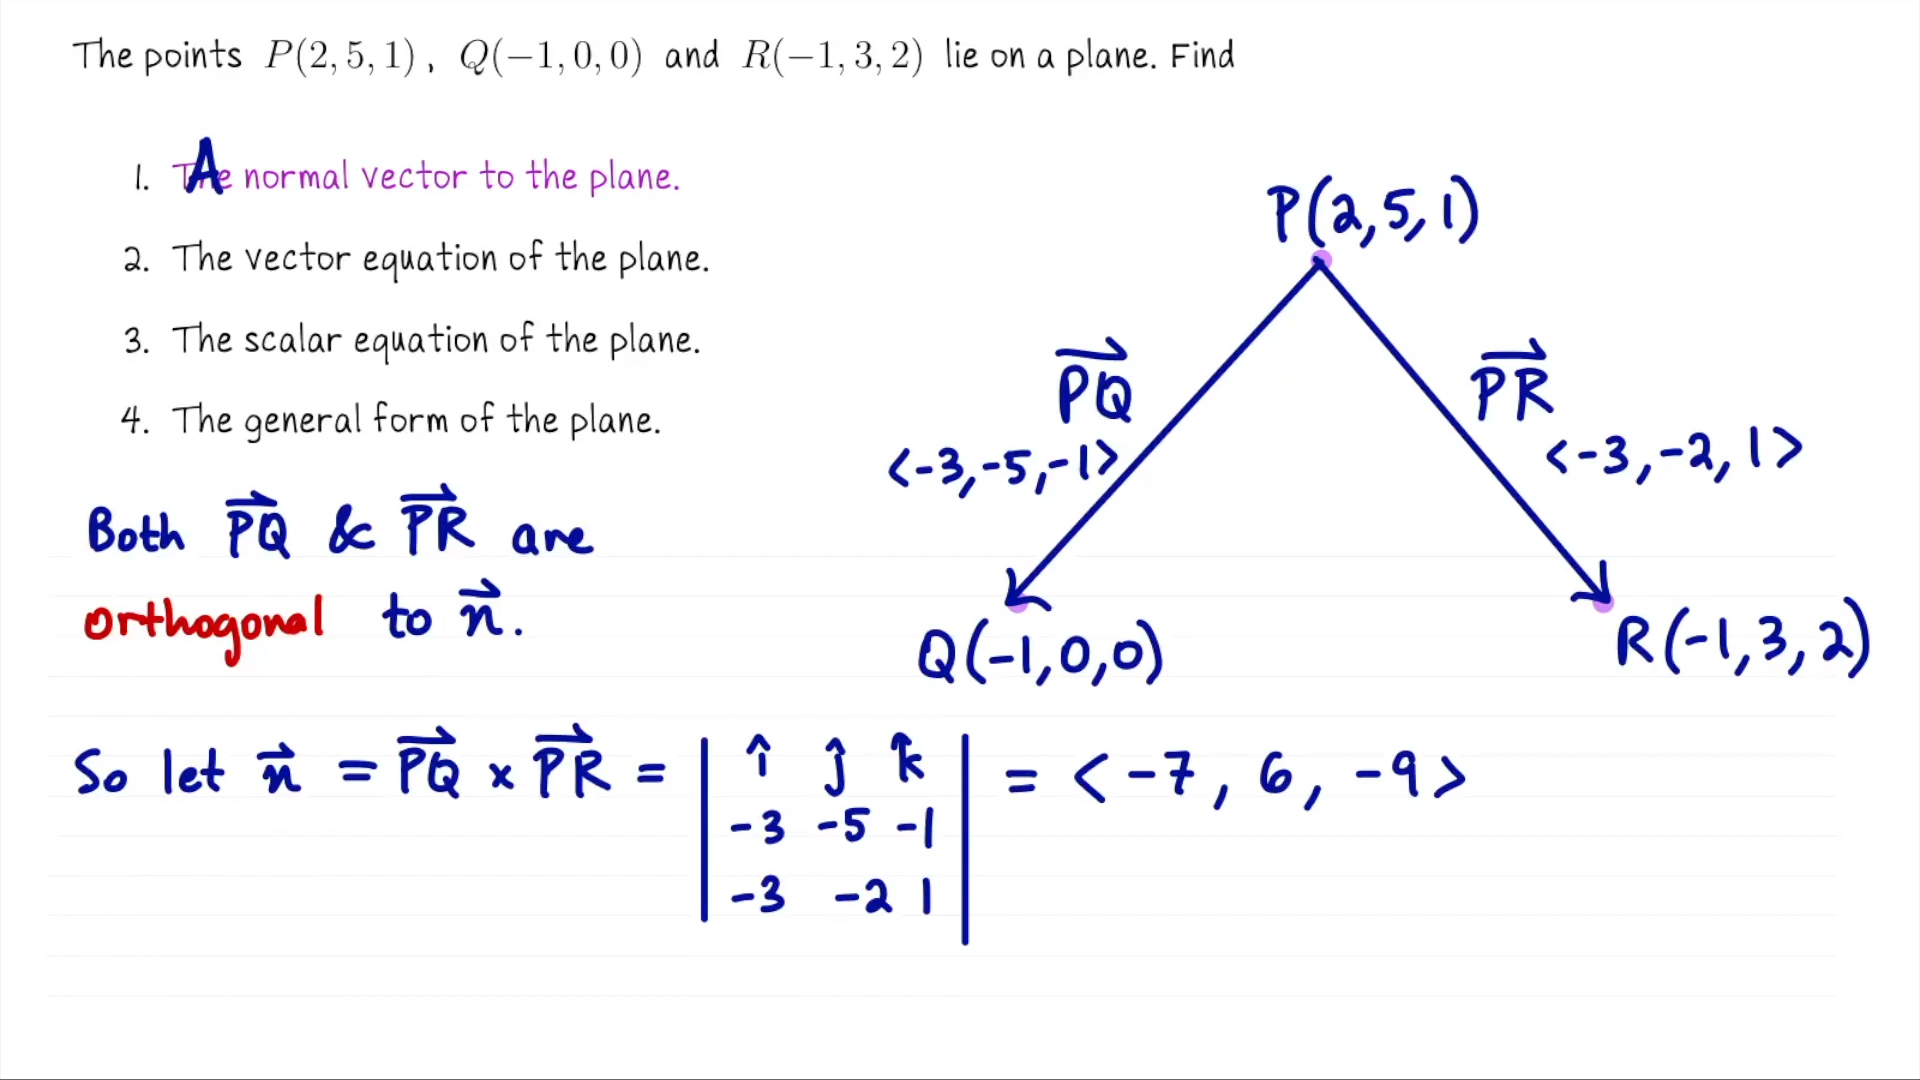 The points P(2, 5, 1), Q(−1, 0, 0) and R(−1, 3, 2) lie on a plane. Find
1. A normal vector to the plane.
2. The vector equation of the plane.
3. The scalar equation of the plane.
4. The general form of the plane.
P(2,5,1)
PQ
<-3,-5,-1>
PR
<-3,-2,1>
Q(-1,0,0)
R(-1,3,2)
Both PQ & PR are
orthogonal to n.
So let n = PQ × PR = | î ĵ k̂ | = <-7, 6, -9>
-3 -5 -1
-3 -2 1